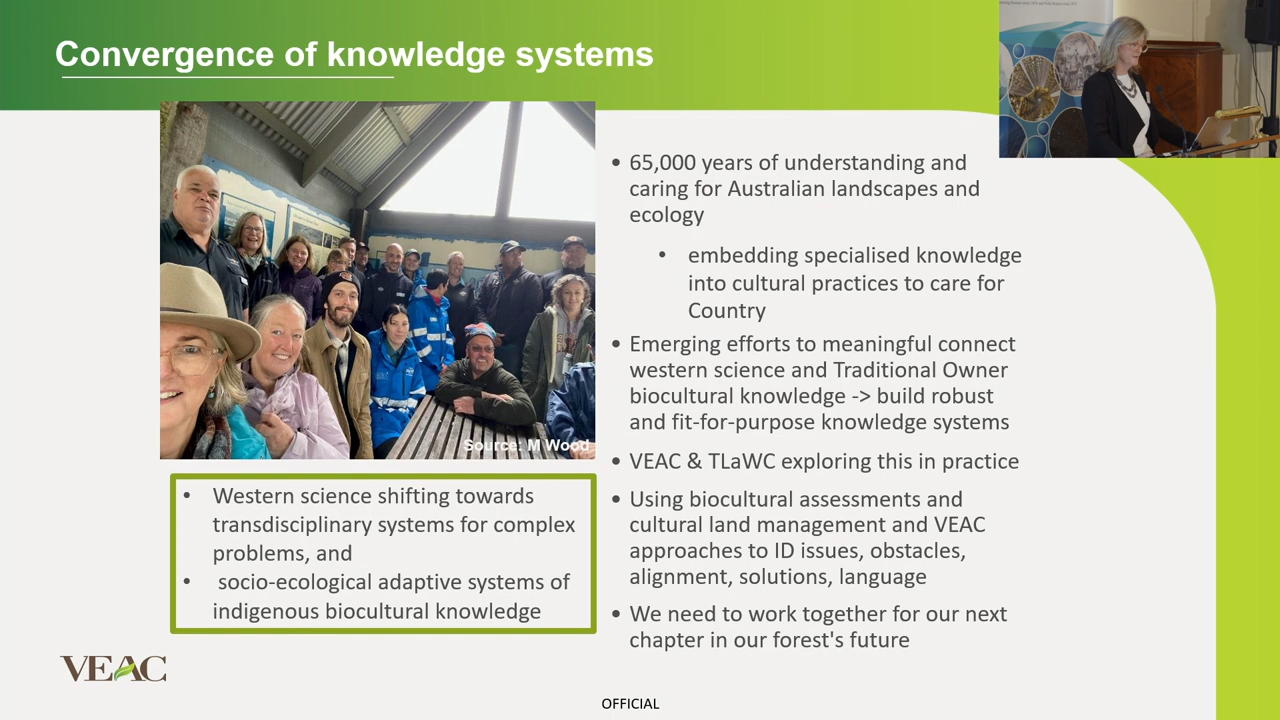 Convergence of knowledge systems
Source: M Wood
• Western science shifting towards
transdisciplinary systems for complex
problems, and
• socio-ecological adaptive systems of
indigenous biocultural knowledge
• 65,000 years of understanding and
caring for Australian landscapes and
ecology
• embedding specialised knowledge
into cultural practices to care for
Country
• Emerging efforts to meaningful connect
western science and Traditional Owner
biocultural knowledge -> build robust
and fit-for-purpose knowledge systems
• VEAC & TLaWC exploring this in practice
• Using biocultural assessments and
cultural land management and VEAC
approaches to ID issues, obstacles,
alignment, solutions, language
• We need to work together for our next
chapter in our forest's future
VEAC
OFFICIAL